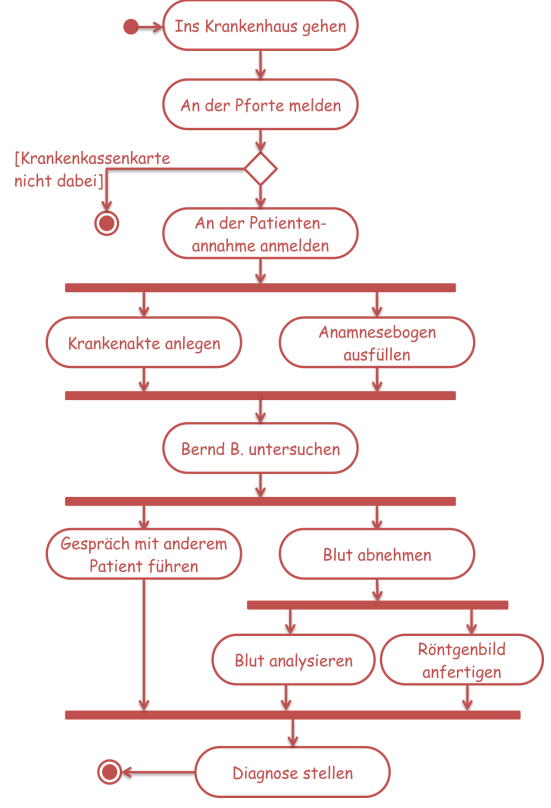 Ins Krankenhaus gehen
An der Pforte melden
[Krankenkassenkarte
nicht dabei]
An der Patienten-
annahme anmelden
Krankenakte anlegen
Anamnesebogen
ausfüllen
Bernd B. untersuchen
Gespräch mit anderem
Patient führen
Blut abnehmen
Blut analysieren
Röntgenbild
anfertigen
Diagnose stellen